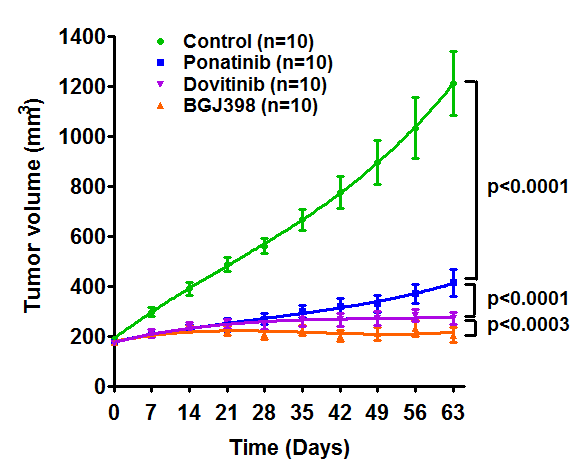 Tumor volume (mm3)
1400
1200
1000
800
600
400
200
0
Control (n=10)
Ponatinib (n=10)
Dovitinib (n=10)
BGJ398 (n=10)
p<0.0001
p<0.0001
p<0.0003
0 7 14 21 28 35 42 49 56 63
Time (Days)